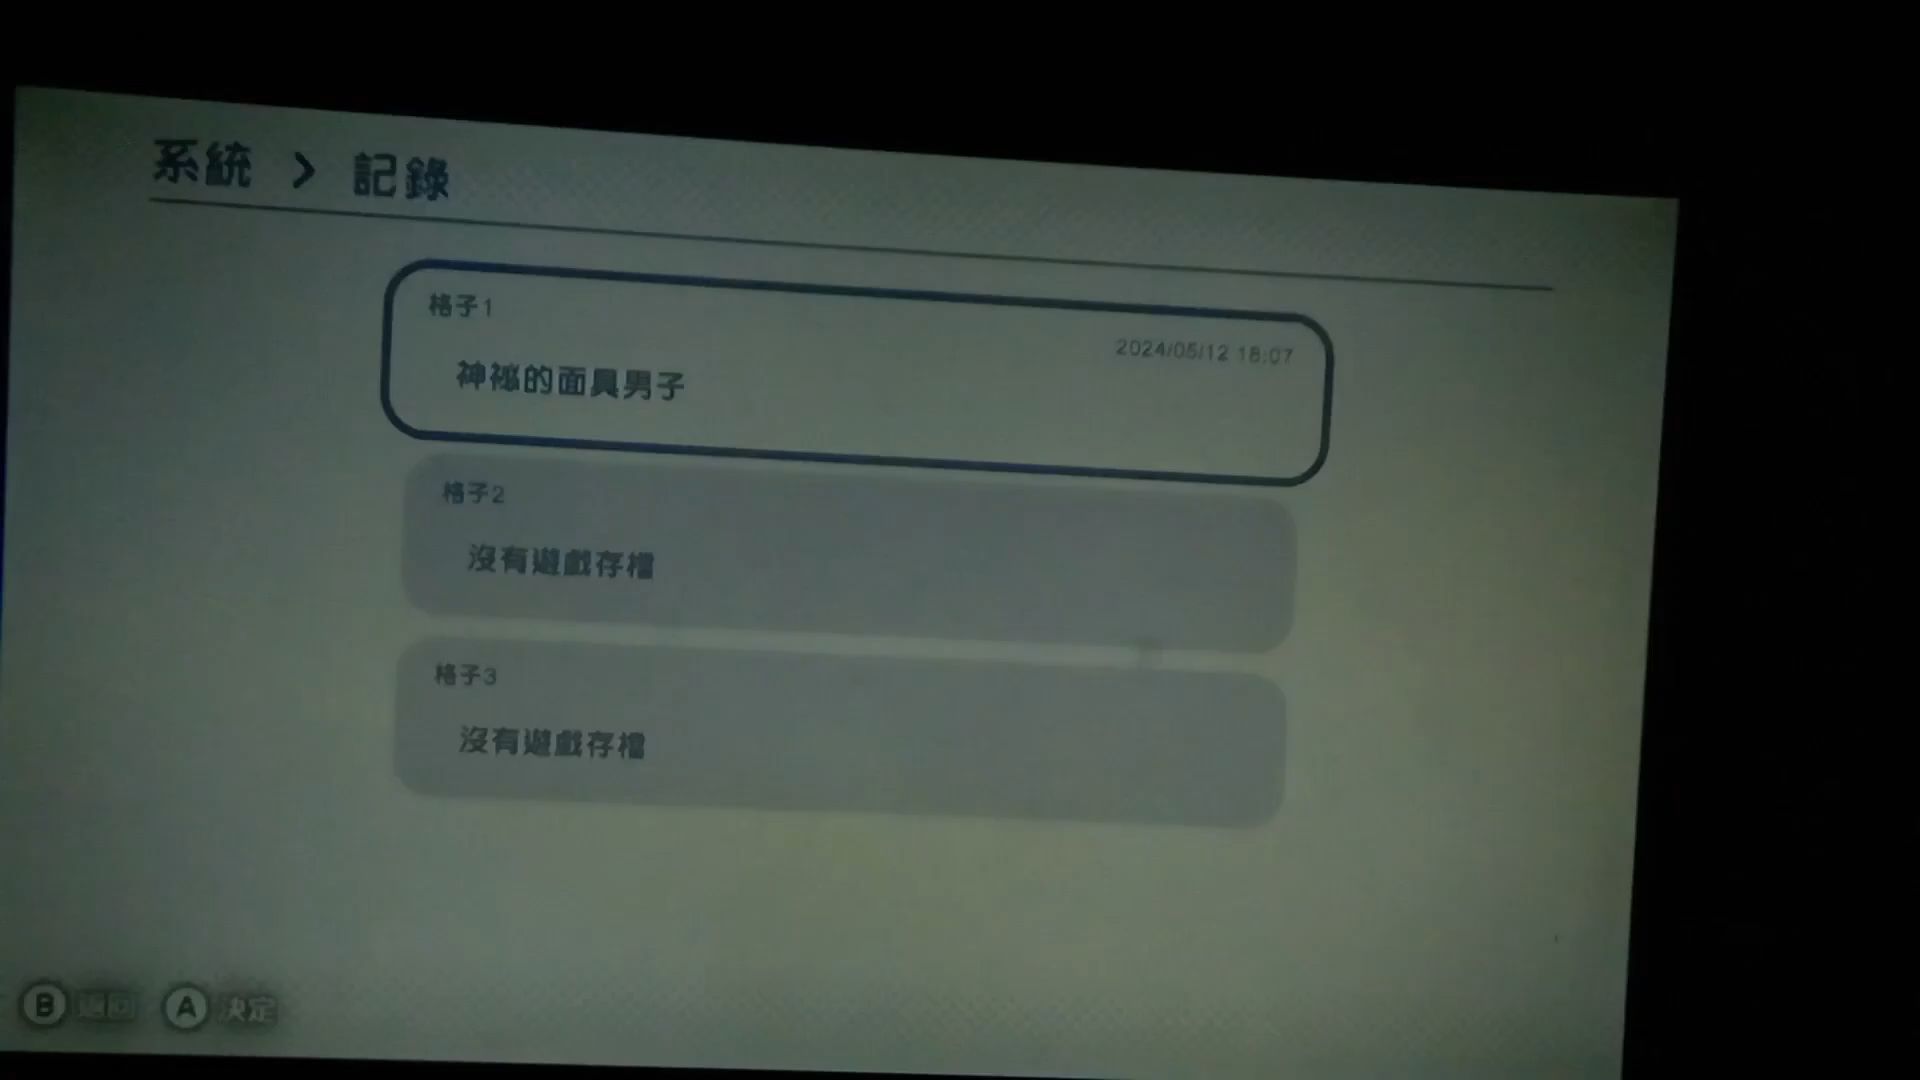 系統 > 記錄
格子1
2024/05/12 18:07
神祕的面具男子
格子2
沒有遊戲存檔
格子3
沒有遊戲存檔
B 返回 A 決定